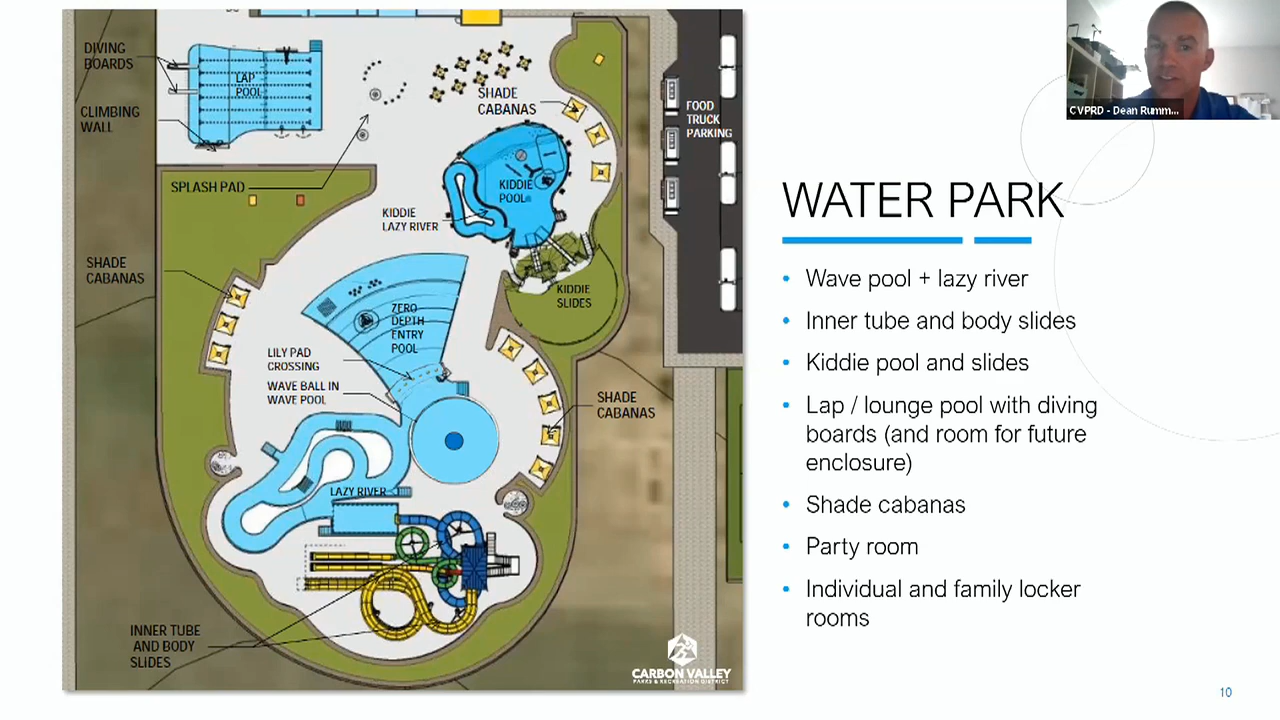 DIVING
BOARDS
LAP
POOL
CLIMBING
WALL
SPLASH PAD
SHADE
CABANAS
FOOD
TRUCK
PARKING
KIDDIE
POOL
KIDDIE
LAZY RIVER
SHADE
CABANAS
KIDDIE
SLIDES
ZERO
DEPTH
ENTRY
POOL
LILY PAD
CROSSING
WAVE BALL IN
WAVE POOL
SHADE
CABANAS
LAZY RIVER
INNER TUBE
AND BODY
SLIDES
CARBON VALLEY
PARKS & RECREATION DISTRICT
CVPRD - Dean Rumm...
WATER PARK
• Wave pool + lazy river
• Inner tube and body slides
• Kiddie pool and slides
• Lap / lounge pool with diving
boards (and room for future
enclosure)
• Shade cabanas
• Party room
• Individual and family locker
rooms
10